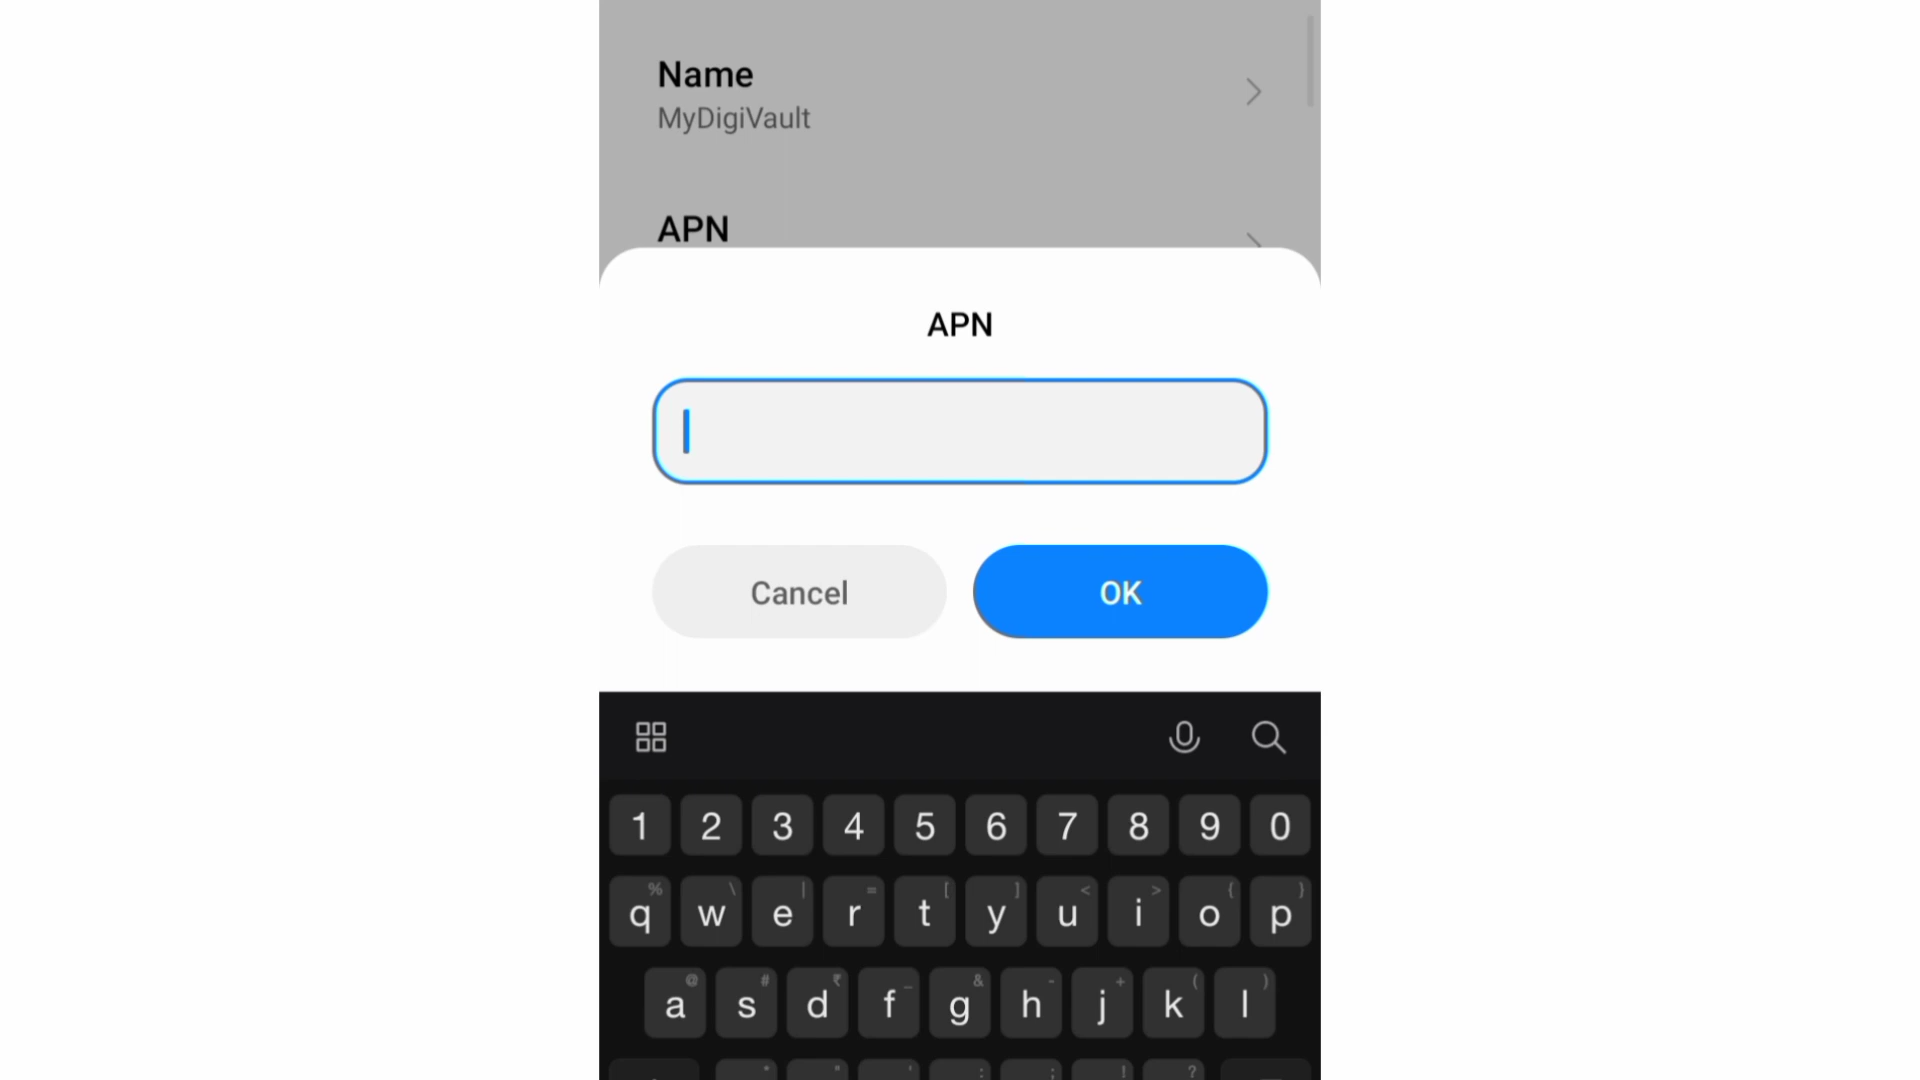 Name
MyDigiVault
APN
APN
Cancel
OK
1 2 3 4 5 6 7 8 9 0
% \ | = [ ] < > { }
q w e r t y u i o p
@ # ₹ _ & - + ( )
a s d f g h j k l
* " ' : ; ! ?